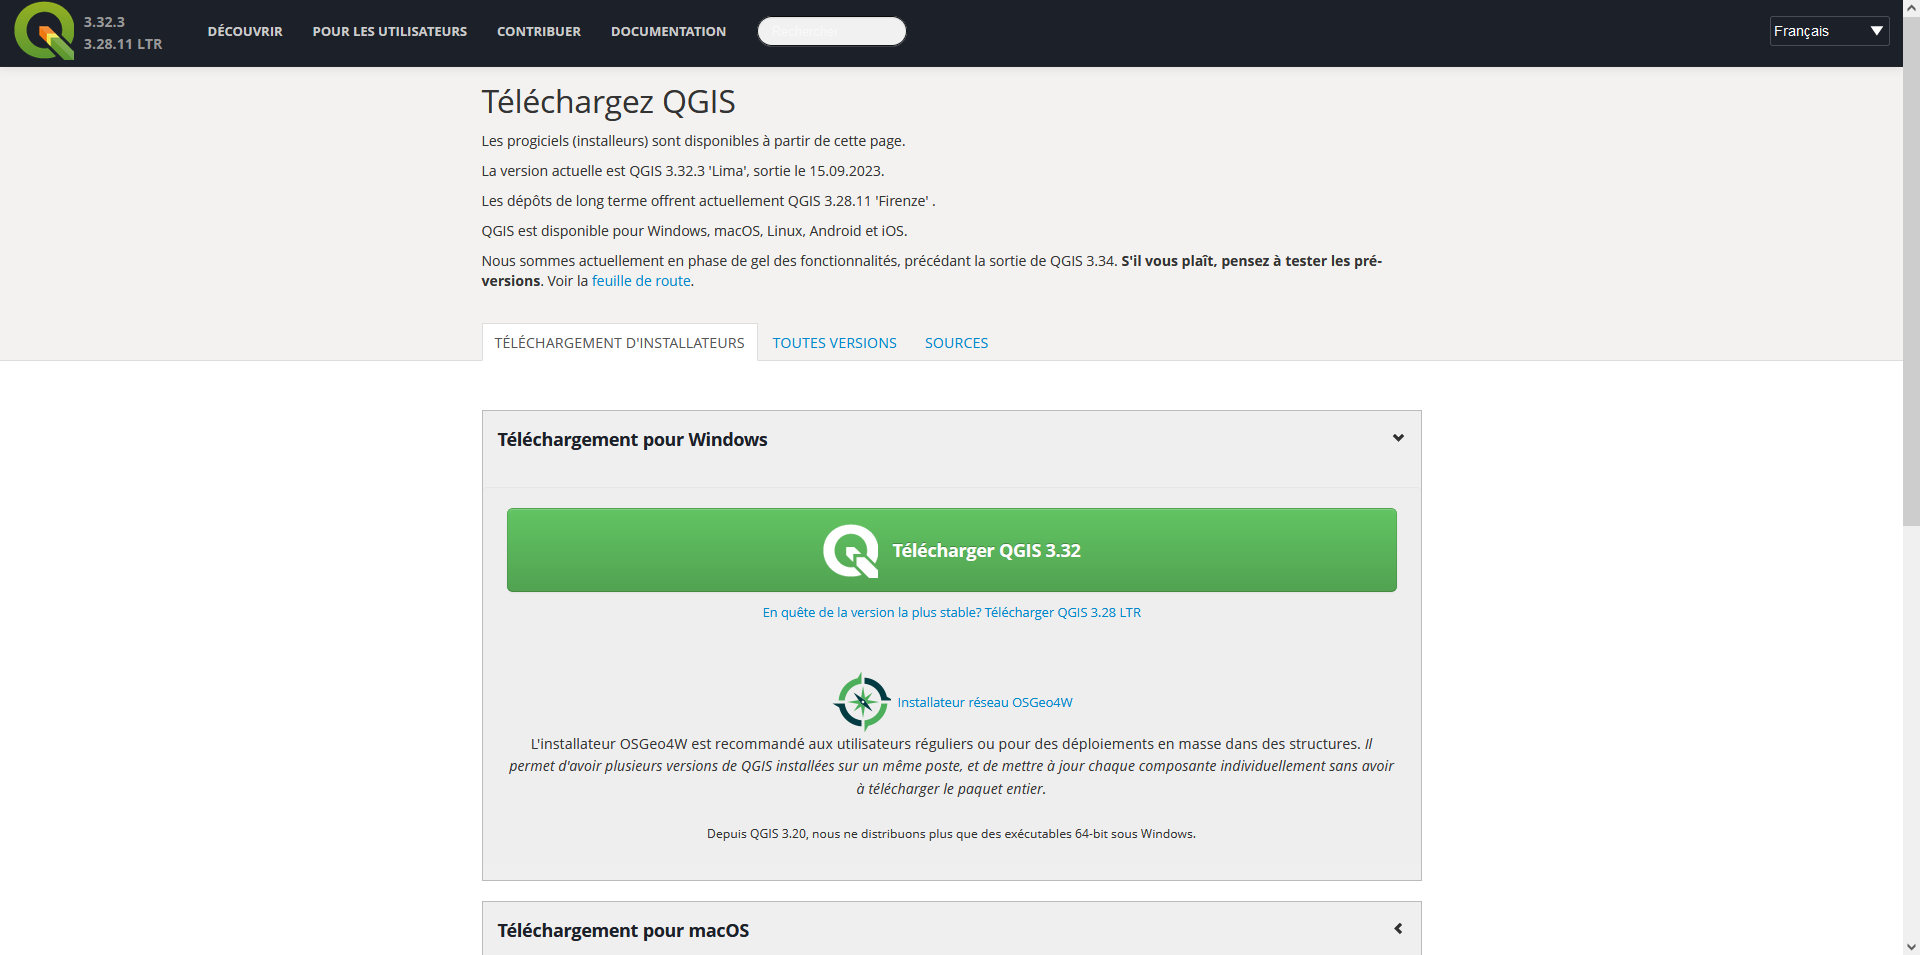 3.32.3
3.28.11 LTR
DÉCOUVRIR
POUR LES UTILISATEURS
CONTRIBUER
DOCUMENTATION
Rechercher
Français
Téléchargez QGIS
Les progiciels (installeurs) sont disponibles à partir de cette page.
La version actuelle est QGIS 3.32.3 'Lima', sortie le 15.09.2023.
Les dépôts de long terme offrent actuellement QGIS 3.28.11 'Firenze' .
QGIS est disponible pour Windows, macOS, Linux, Android et iOS.
Nous sommes actuellement en phase de gel des fonctionnalités, précédant la sortie de QGIS 3.34. S'il vous plaît, pensez à tester les pré-
versions. Voir la feuille de route.
TÉLÉCHARGEMENT D'INSTALLATEURS
TOUTES VERSIONS
SOURCES
Téléchargement pour Windows
Télécharger QGIS 3.32
En quête de la version la plus stable? Télécharger QGIS 3.28 LTR
Installateur réseau OSGeo4W
L'installateur OSGeo4W est recommandé aux utilisateurs réguliers ou pour des déploiements en masse dans des structures. Il
permet d'avoir plusieurs versions de QGIS installées sur un même poste, et de mettre à jour chaque composante individuellement sans avoir
à télécharger le paquet entier.
Depuis QGIS 3.20, nous ne distribuons plus que des exécutables 64-bit sous Windows.
Téléchargement pour macOS